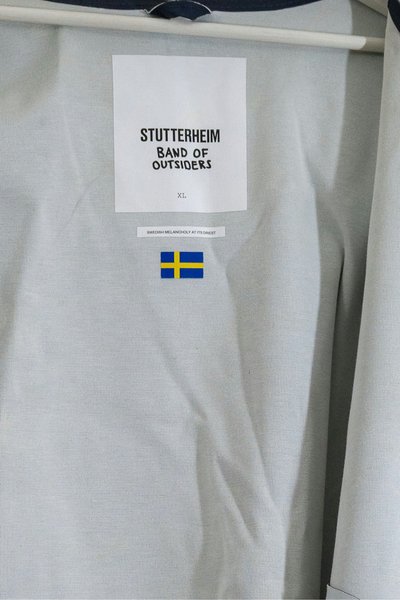 STUTTERHEIM
BAND OF
OUTSIDERS
XL
SWEDISH MELANCHOLY AT ITS DRIEST